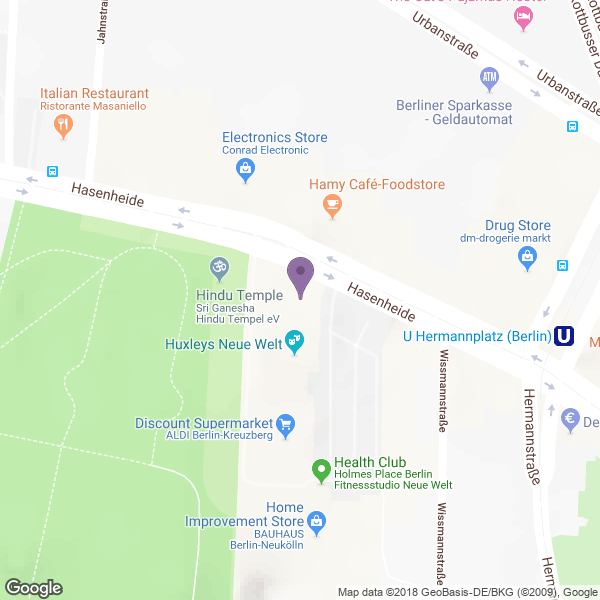 The Cat's Pajamas Hostel
Kottbusser Da
Jahnstraß
Urbanstraße
Urbanstraße
Italian Restaurant
Ristorante Masaniello
ATM
Berliner Sparkasse
- Geldautomat
Electronics Store
Conrad Electronic
Hasenheide
Hamy Café-Foodstore
Drug Store
dm-drogerie markt
Hindu Temple
Sri Ganesha
Hindu Tempel eV
Hasenheide
Huxleys Neue Welt
U Hermannplatz (Berlin)
U
M
Wissmannstraße
Hermannstraße
Discount Supermarket
ALDI Berlin-Kreuzberg
€
De
Health Club
Holmes Place Berlin
Fitnessstudio Neue Welt
Home
Improvement Store
BAUHAUS
Berlin-Neukölln
Wissmannstraße
Herm
Google
Map data ©2018 GeoBasis-DE/BKG (©2009), Google